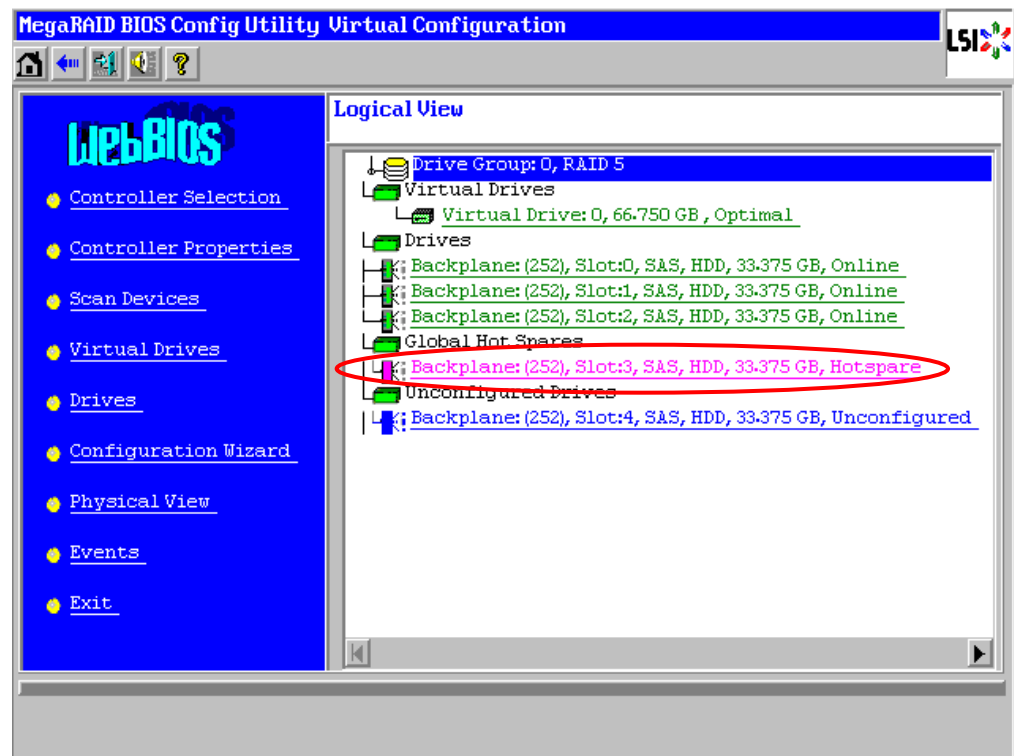 MegaRAID BIOS Config Utility Virtual Configuration
LSI
?
WebBIOS
Controller Selection
Controller Properties
Scan Devices
Virtual Drives
Drives
Configuration Wizard
Physical View
Events
Exit
Logical View
Drive Group: 0, RAID 5
Virtual Drives
Virtual Drive: 0, 66.750 GB, Optimal
Drives
Backplane: (252), Slot:0, SAS, HDD, 33.375 GB, Online
Backplane: (252), Slot:1, SAS, HDD, 33.375 GB, Online
Backplane: (252), Slot:2, SAS, HDD, 33.375 GB, Online
Global Hot Spares
Backplane: (252), Slot:3, SAS, HDD, 33.375 GB, Hotspare
Unconfigured Drives
Backplane: (252), Slot:4, SAS, HDD, 33.375 GB, Unconfigured